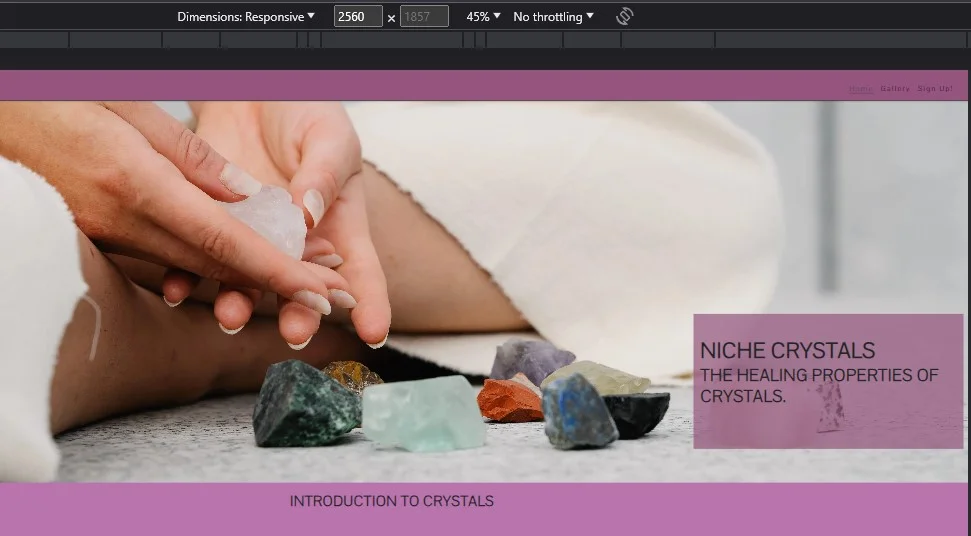 Dimensions: Responsive 2560 × 1857 45% No throttling
Home Gallery Sign Up!
NICHE CRYSTALS
THE HEALING PROPERTIES OF
CRYSTALS.
INTRODUCTION TO CRYSTALS